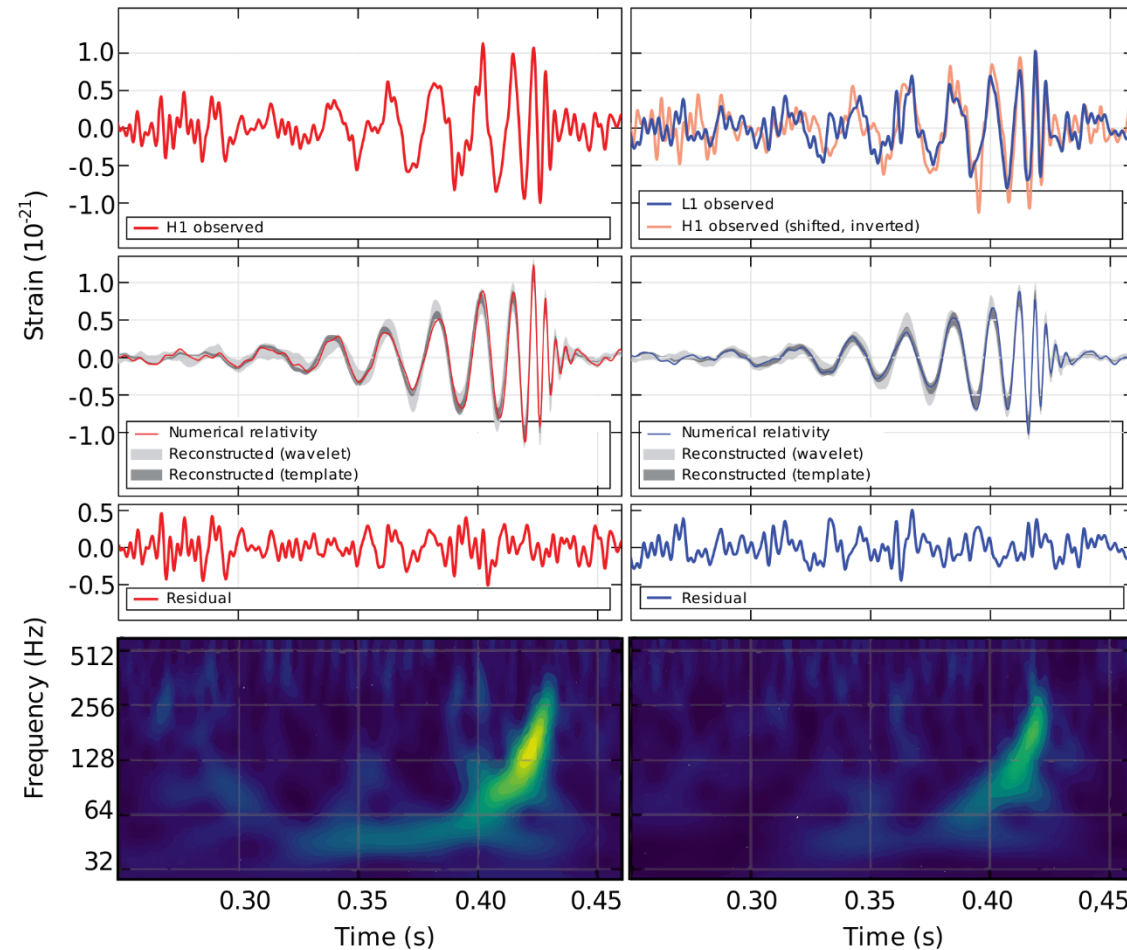 Strain (10⁻²¹)
1.0
0.5
0.0
-0.5
-1.0
H1 observed
L1 observed
H1 observed (shifted, inverted)
1.0
0.5
0.0
-0.5
-1.0
Numerical relativity
Reconstructed (wavelet)
Reconstructed (template)
Numerical relativity
Reconstructed (wavelet)
Reconstructed (template)
0.5
0.0
-0.5
Residual
Residual
Frequency (Hz)
512
256
128
64
32
0.30
0.35
0.40
0.45
0.30
0.35
0.40
0,45
Time (s)
Time (s)